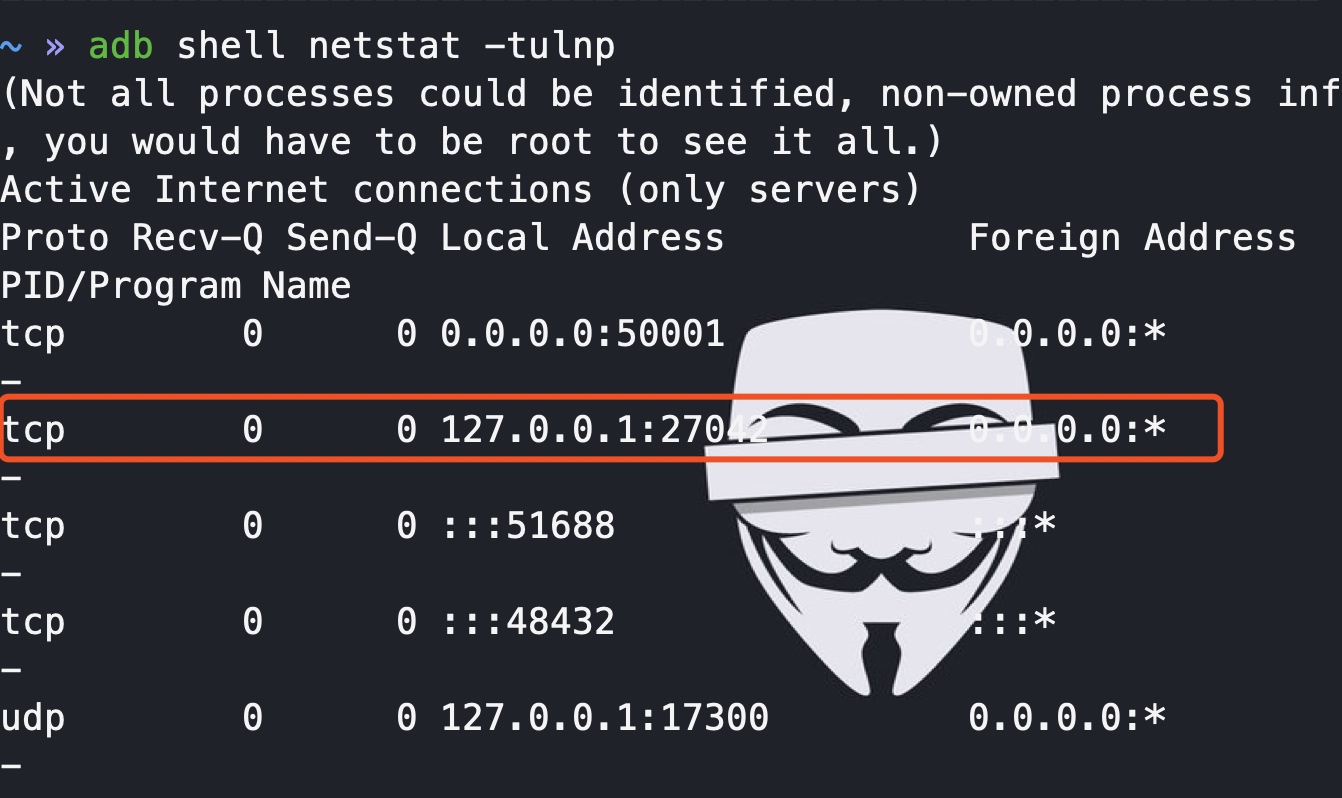 ~ » adb shell netstat -tulnp
(Not all processes could be identified, non-owned process inf
, you would have to be root to see it all.)
Active Internet connections (only servers)
Proto Recv-Q Send-Q Local Address Foreign Address
PID/Program Name
tcp 0 0 0.0.0.0:50001 0.0.0.0:*
-
tcp 0 0 127.0.0.1:27042 0.0.0.0:*
-
tcp 0 0 :::51688 :::*
-
tcp 0 0 :::48432 :::*
-
udp 0 0 127.0.0.1:17300 0.0.0.0:*
-